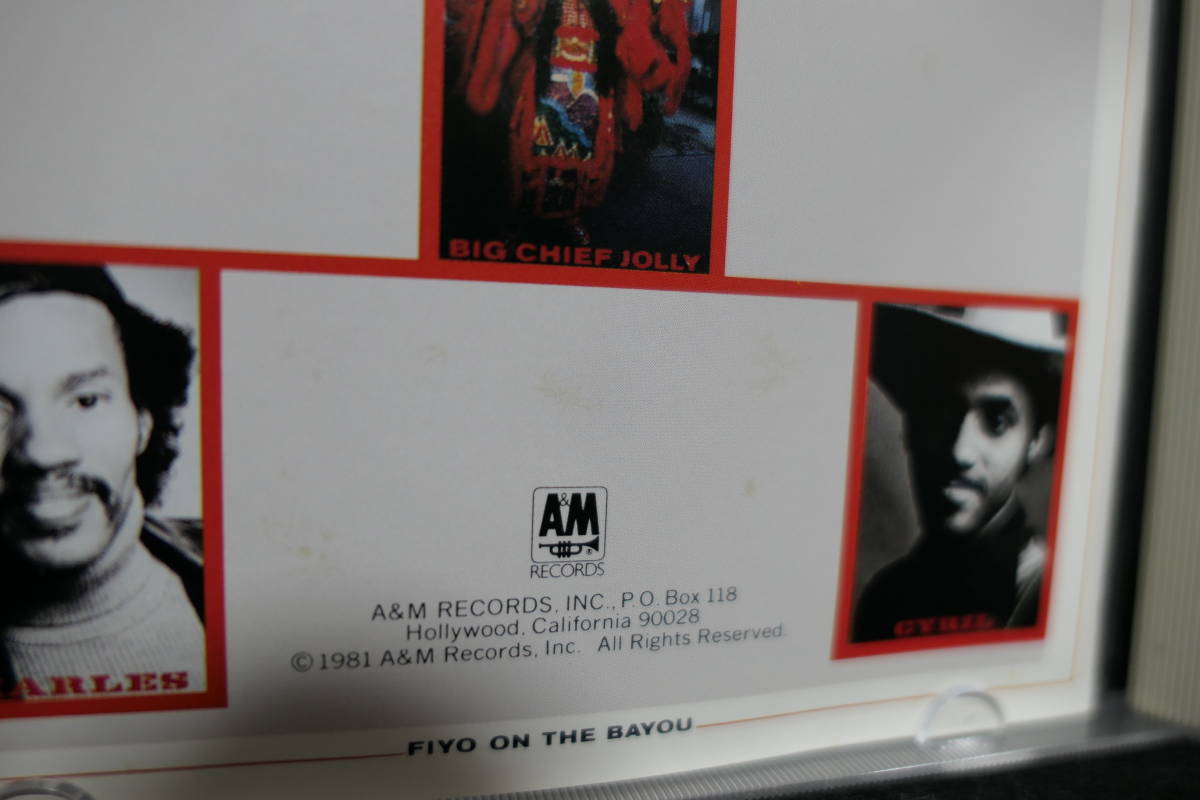 BIG CHIEF JOLLY
ARLES
CYRIL
A&M
®
RECORDS
A&M RECORDS, INC., P.O. Box 118
Hollywood, California 90028
©1981 A&M Records, Inc. All Rights Reserved.
FIYO ON THE BAYOU